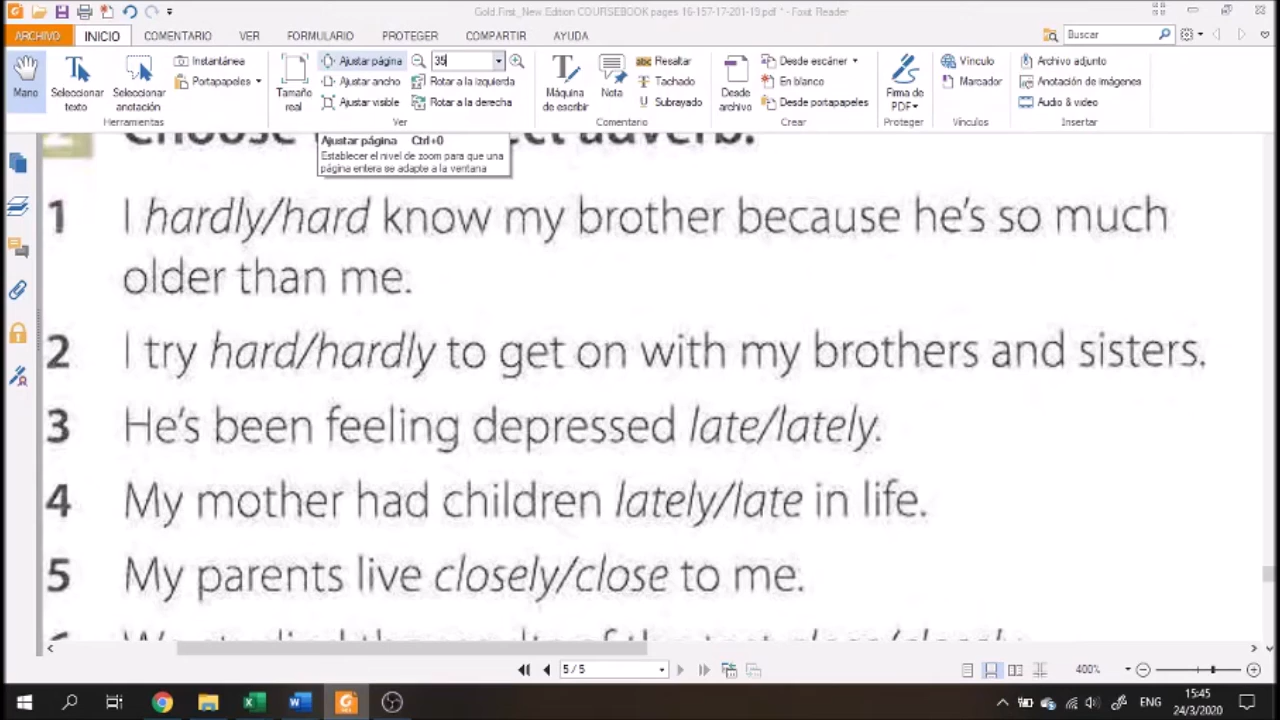 Gold.First_New Edition COURSEBOOK pages 16-157-17-201-19.pdf * - Foxit Reader
ARCHIVO INICIO COMENTARIO VER FORMULARIO PROTEGER COMPARTIR AYUDA Buscar
Mano
Seleccionar texto
Seleccionar anotación
Instantánea
Portapapeles
Herramientas
Tamaño real
Ajustar página
Ajustar ancho
Ajustar visible
35
Rotar a la izquierda
Rotar a la derecha
Ver
Máquina de escribir
Nota
Resaltar
Tachado
Subrayado
Comentario
Desde archivo
Desde escáner
En blanco
Desde portapapeles
Crear
Firma de PDF
Proteger
Vínculo
Marcador
Vínculos
Archivo adjunto
Anotación de imágenes
Audio & video
Insertar
Ajustar página Ctrl+0
Establecer el nivel de zoom para que una
página entera se adapte a la ventana
adverb.
1 I hardly/hard know my brother because he's so much
older than me.
2 I try hard/hardly to get on with my brothers and sisters.
3 He's been feeling depressed late/lately.
4 My mother had children lately/late in life.
5 My parents live closely/close to me.
5 / 5
400%
ENG
15:45
24/3/2020